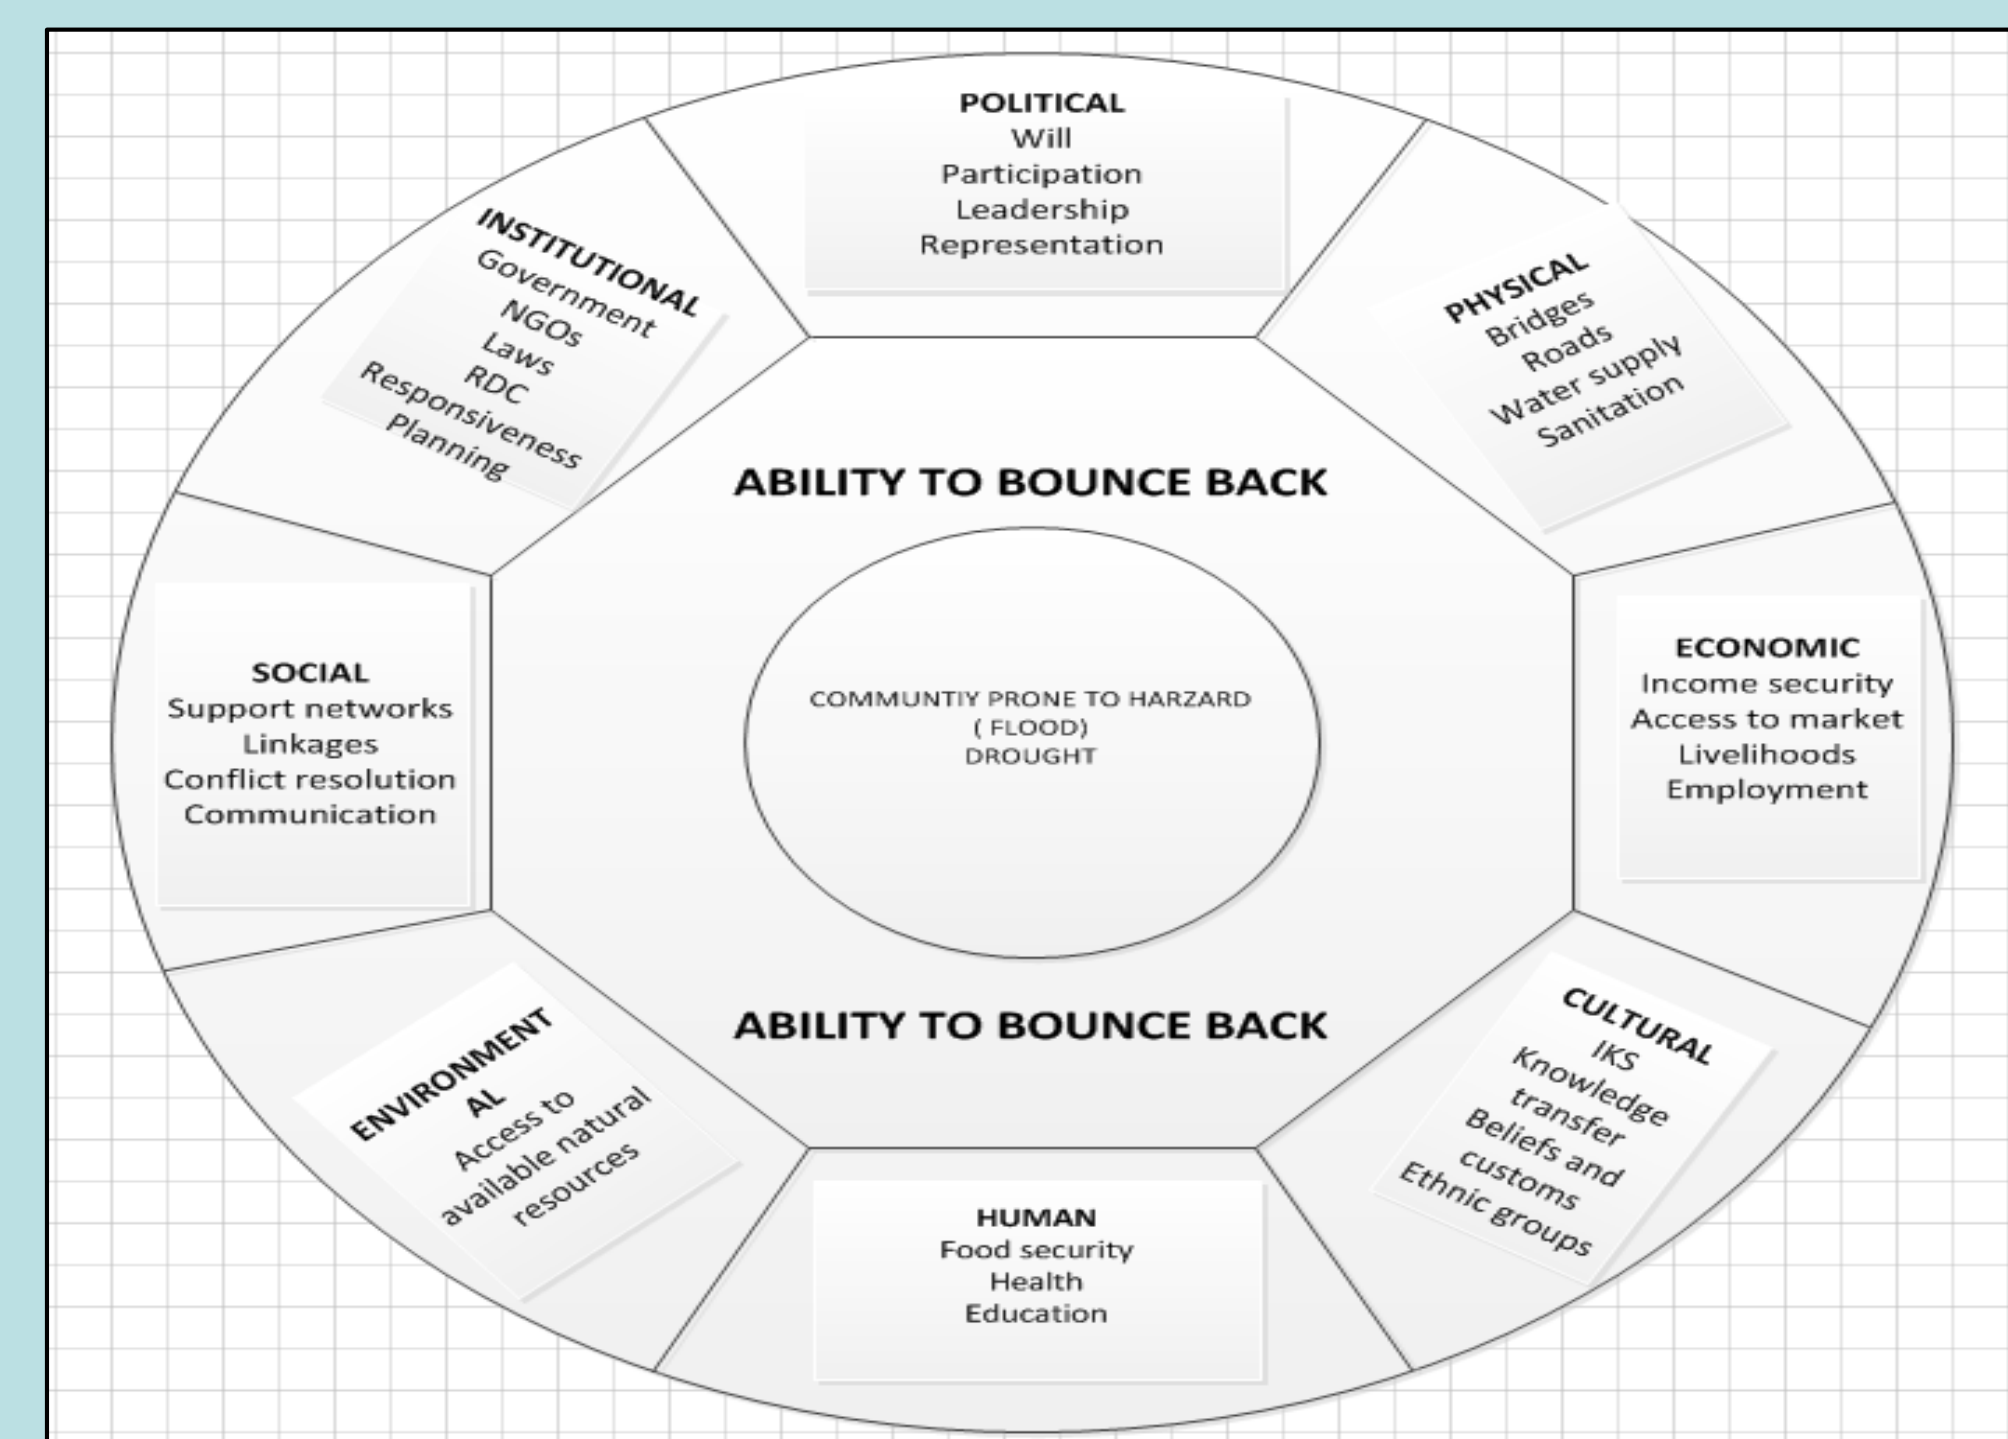 POLITICAL
Will
Participation
Leadership
Representation
INSTITUTIONAL
Government
NGOs
Laws
RDC
Responsiveness
Planning
PHYSICAL
Bridges
Roads
Water supply
Sanitation
ABILITY TO BOUNCE BACK
SOCIAL
Support networks
Linkages
Conflict resolution
Communication
COMMUNTIY PRONE TO HARZARD
( FLOOD)
DROUGHT
ECONOMIC
Income security
Access to market
Livelihoods
Employment
ABILITY TO BOUNCE BACK
ENVIRONMENT
AL
Access to
available natural
resources
HUMAN
Food security
Health
Education
CULTURAL
IKS
Knowledge
transfer
Beliefs and
customs
Ethnic groups